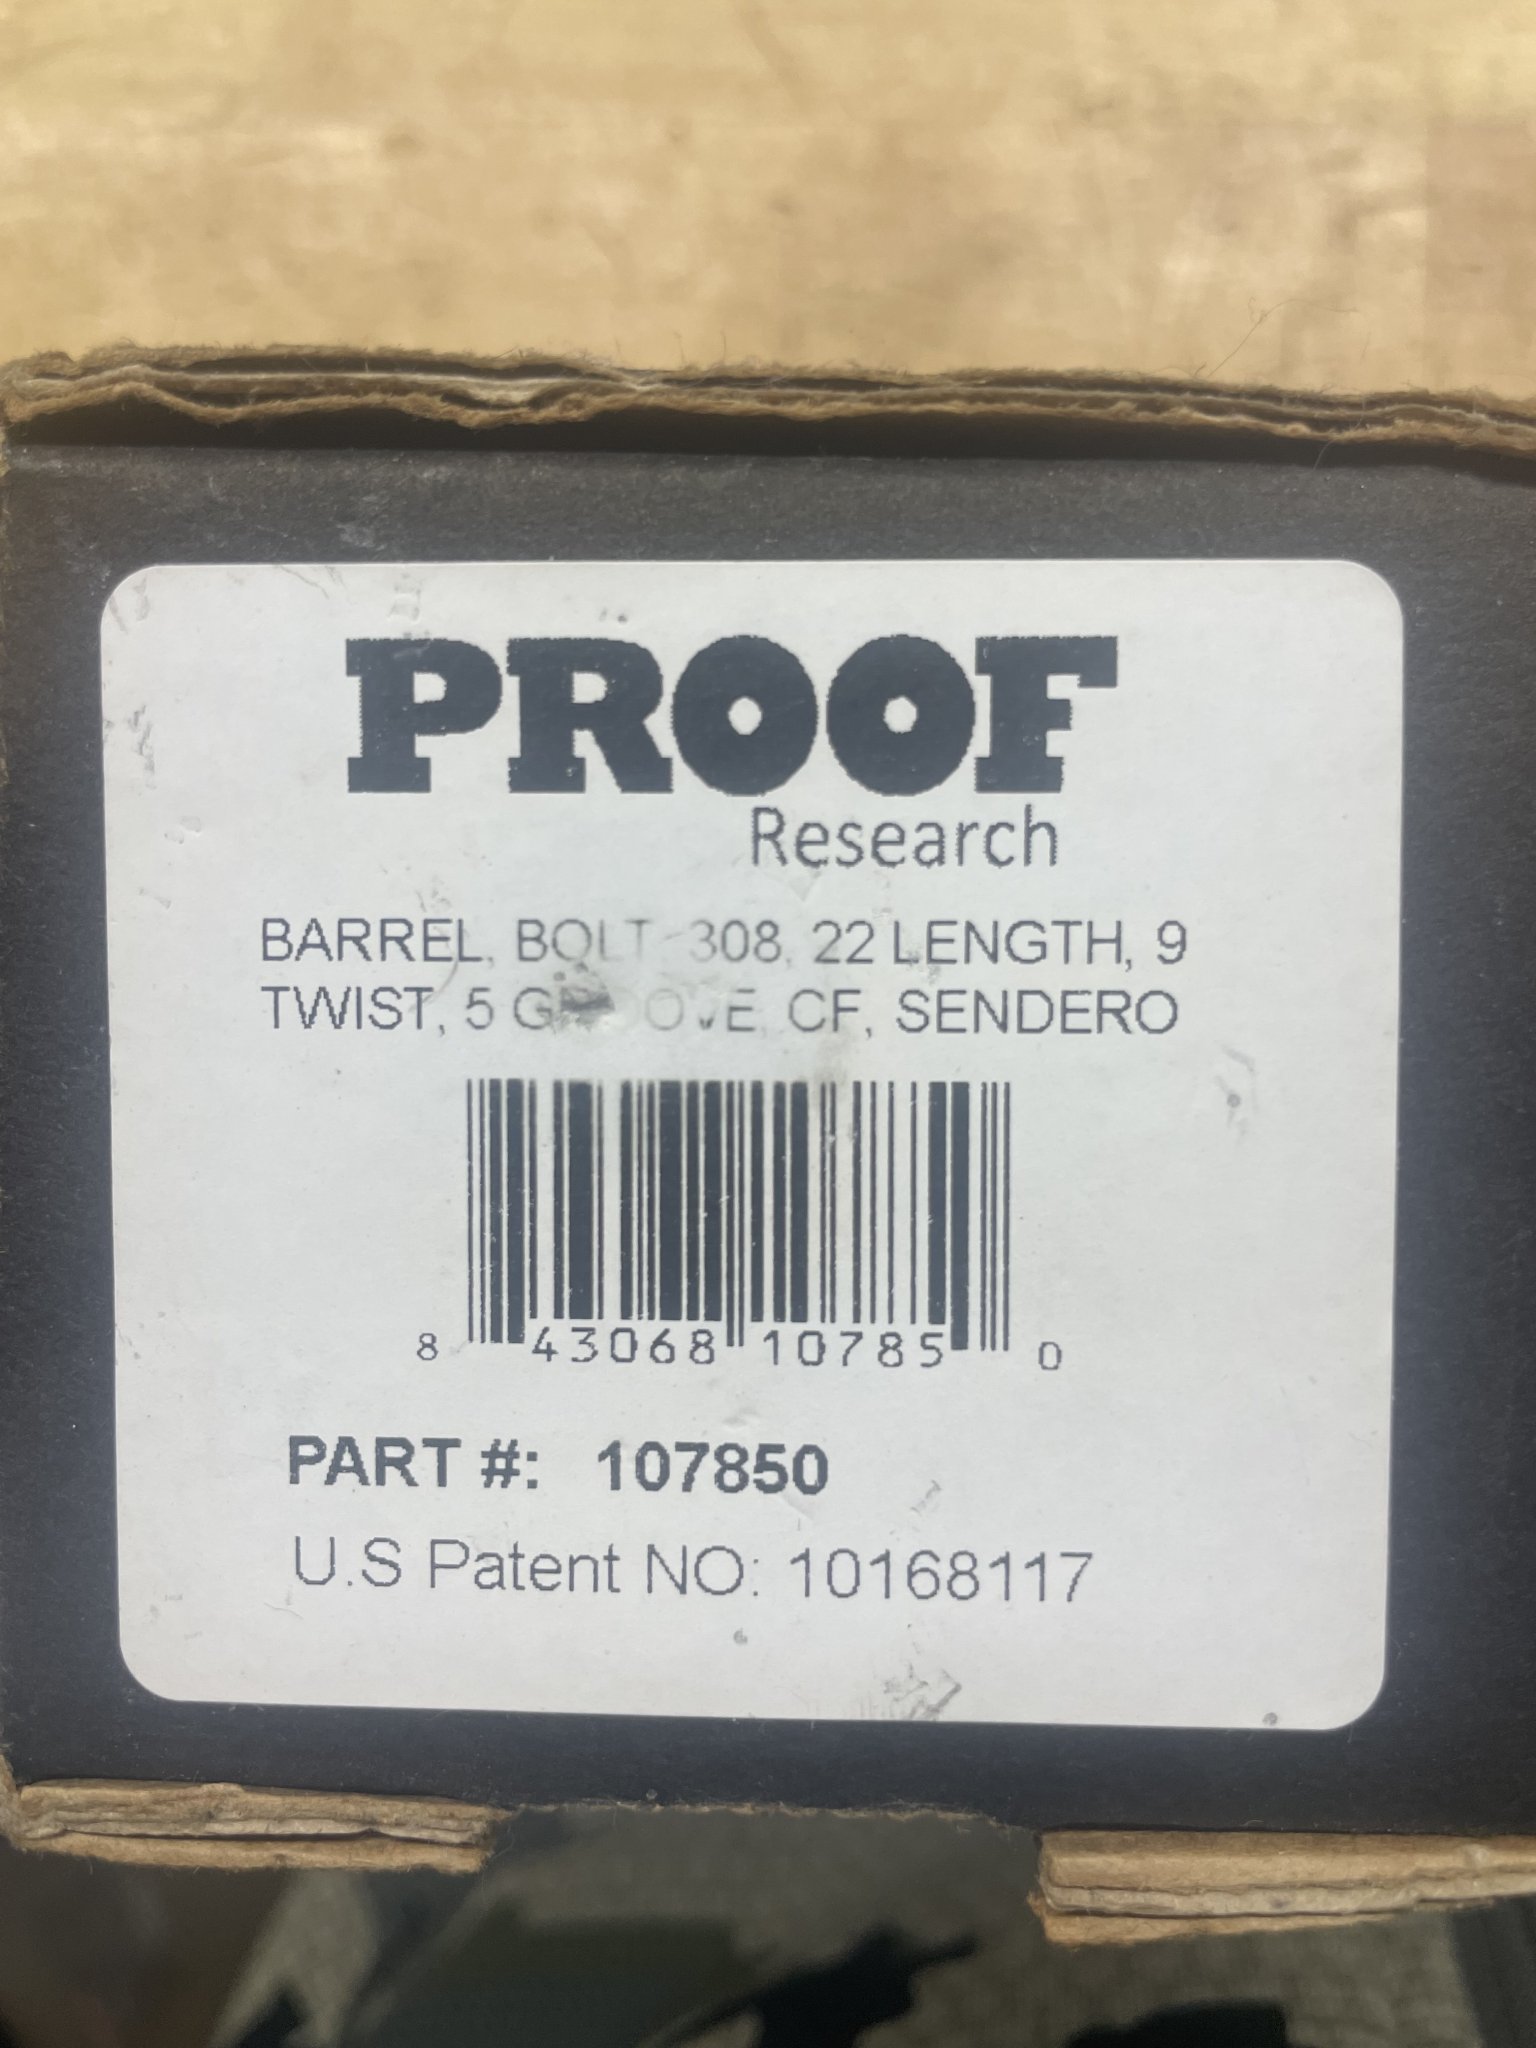 PROOF
Research
BARREL, BOLT 308, 22 LENGTH, 9
TWIST, 5 GROOVE, CF, SENDERO
8 43068 10785 0
PART #: 107850
U.S Patent NO: 10168117